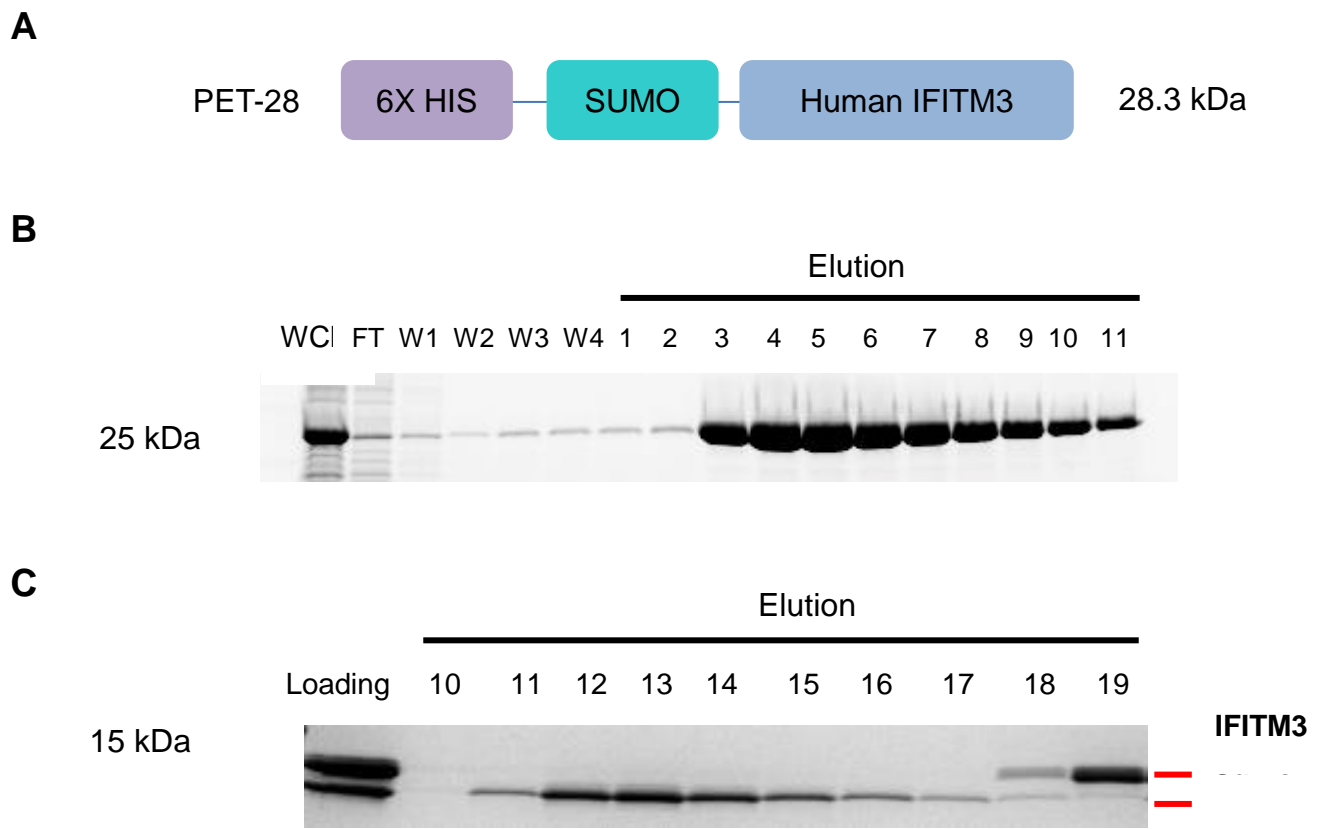 A
PET-28 6X HIS SUMO Human IFITM3 28.3 kDa
B
Elution
FT W1 W2 W3 W4 1 2 3 4 5 6 7 8 9 10 11
25 kDa
C
Elution
Loading 10 11 12 13 14 15 16 17 18 19
15 kDa
IFITM3